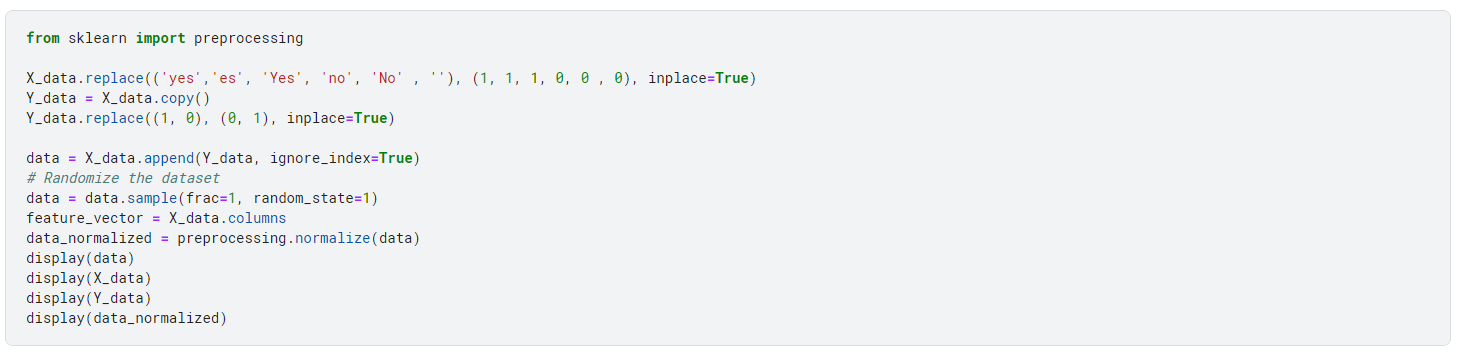 from sklearn import preprocessing
X_data.replace(('yes','es', 'Yes', 'no', 'No' , ''), (1, 1, 1, 0, 0 , 0), inplace=True)
Y_data = X_data.copy()
Y_data.replace((1, 0), (0, 1), inplace=True)
data = X_data.append(Y_data, ignore_index=True)
# Randomize the dataset
data = data.sample(frac=1, random_state=1)
feature_vector = X_data.columns
data_normalized = preprocessing.normalize(data)
display(data)
display(X_data)
display(Y_data)
display(data_normalized)